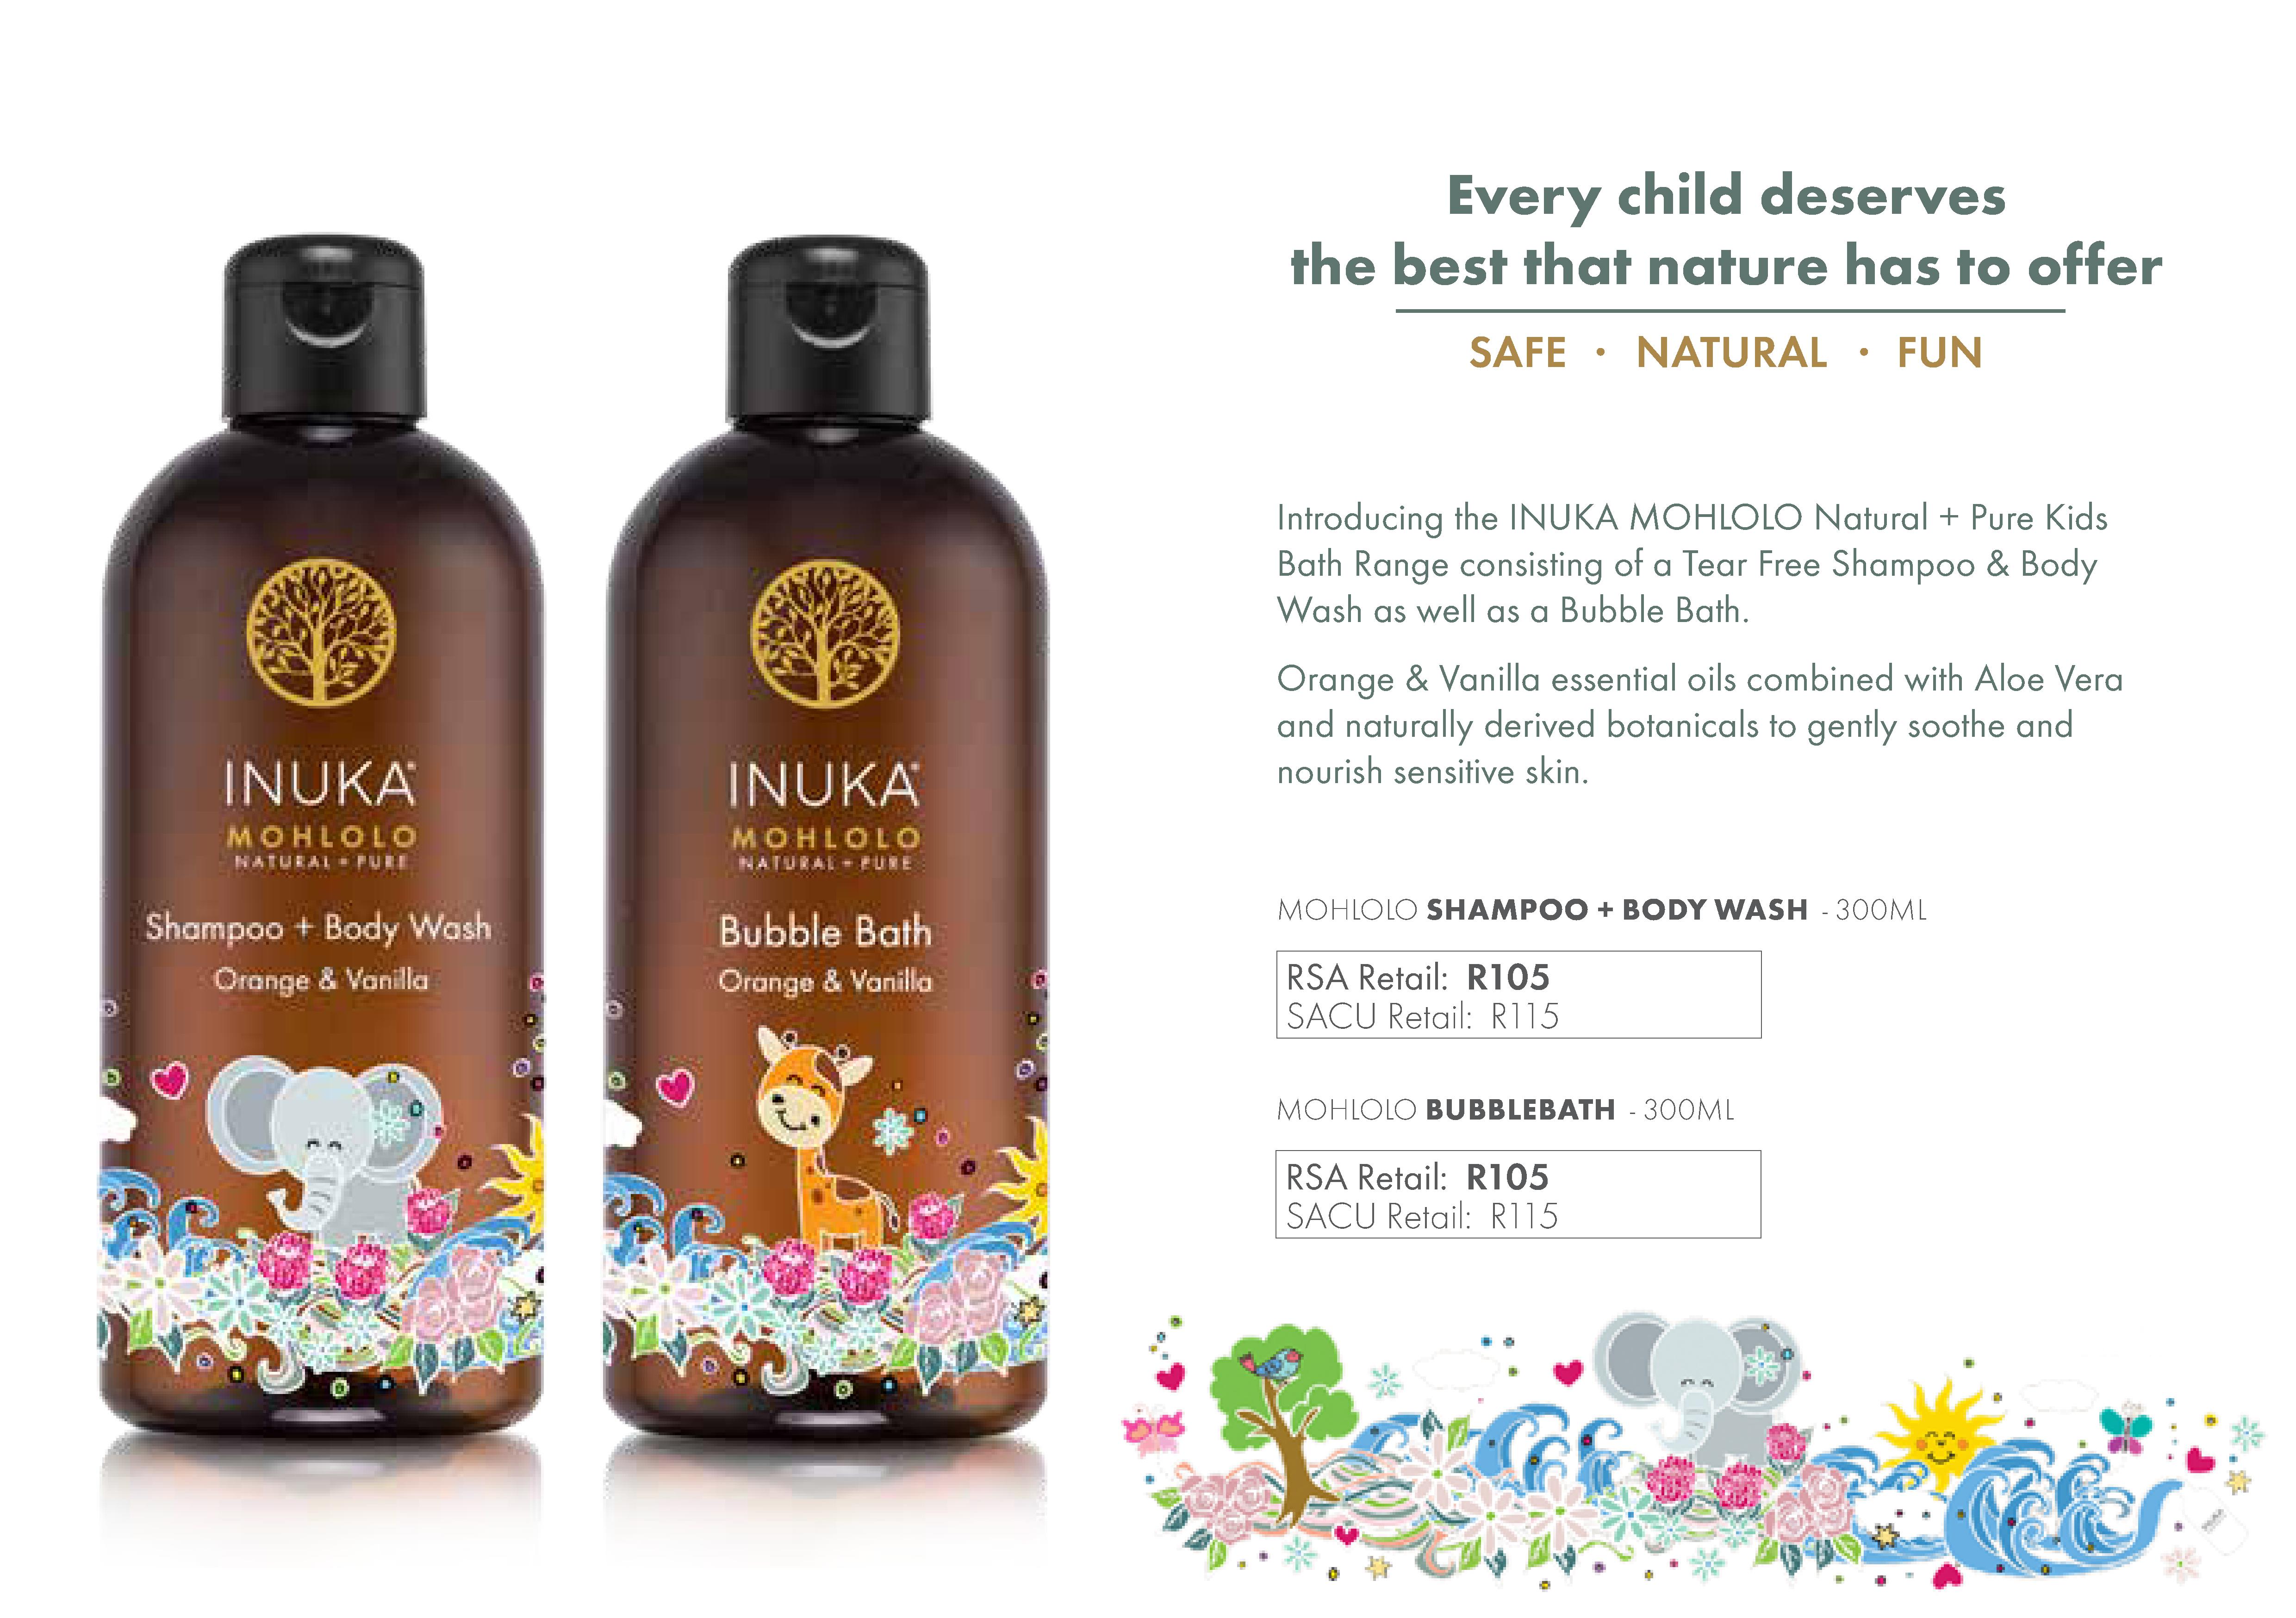 Every child deserves
the best that nature has to offer
SAFE · NATURAL · FUN
Introducing the INUKA MOHLOLO Natural + Pure Kids
Bath Range consisting of a Tear Free Shampoo & Body
Wash as well as a Bubble Bath.
Orange & Vanilla essential oils combined with Aloe Vera
and naturally derived botanicals to gently soothe and
nourish sensitive skin.
MOHLOLO SHAMPOO + BODY WASH - 300ML
RSA Retail: R105
SACU Retail: R115
MOHLOLO BUBBLEBATH - 300ML
RSA Retail: R105
SACU Retail: R115
INUKA
MOHLOLO
NATURAL + PURE
Shampoo + Body Wash
Orange & Vanilla
INUKA
MOHLOLO
NATURAL + PURE
Bubble Bath
Orange & Vanilla